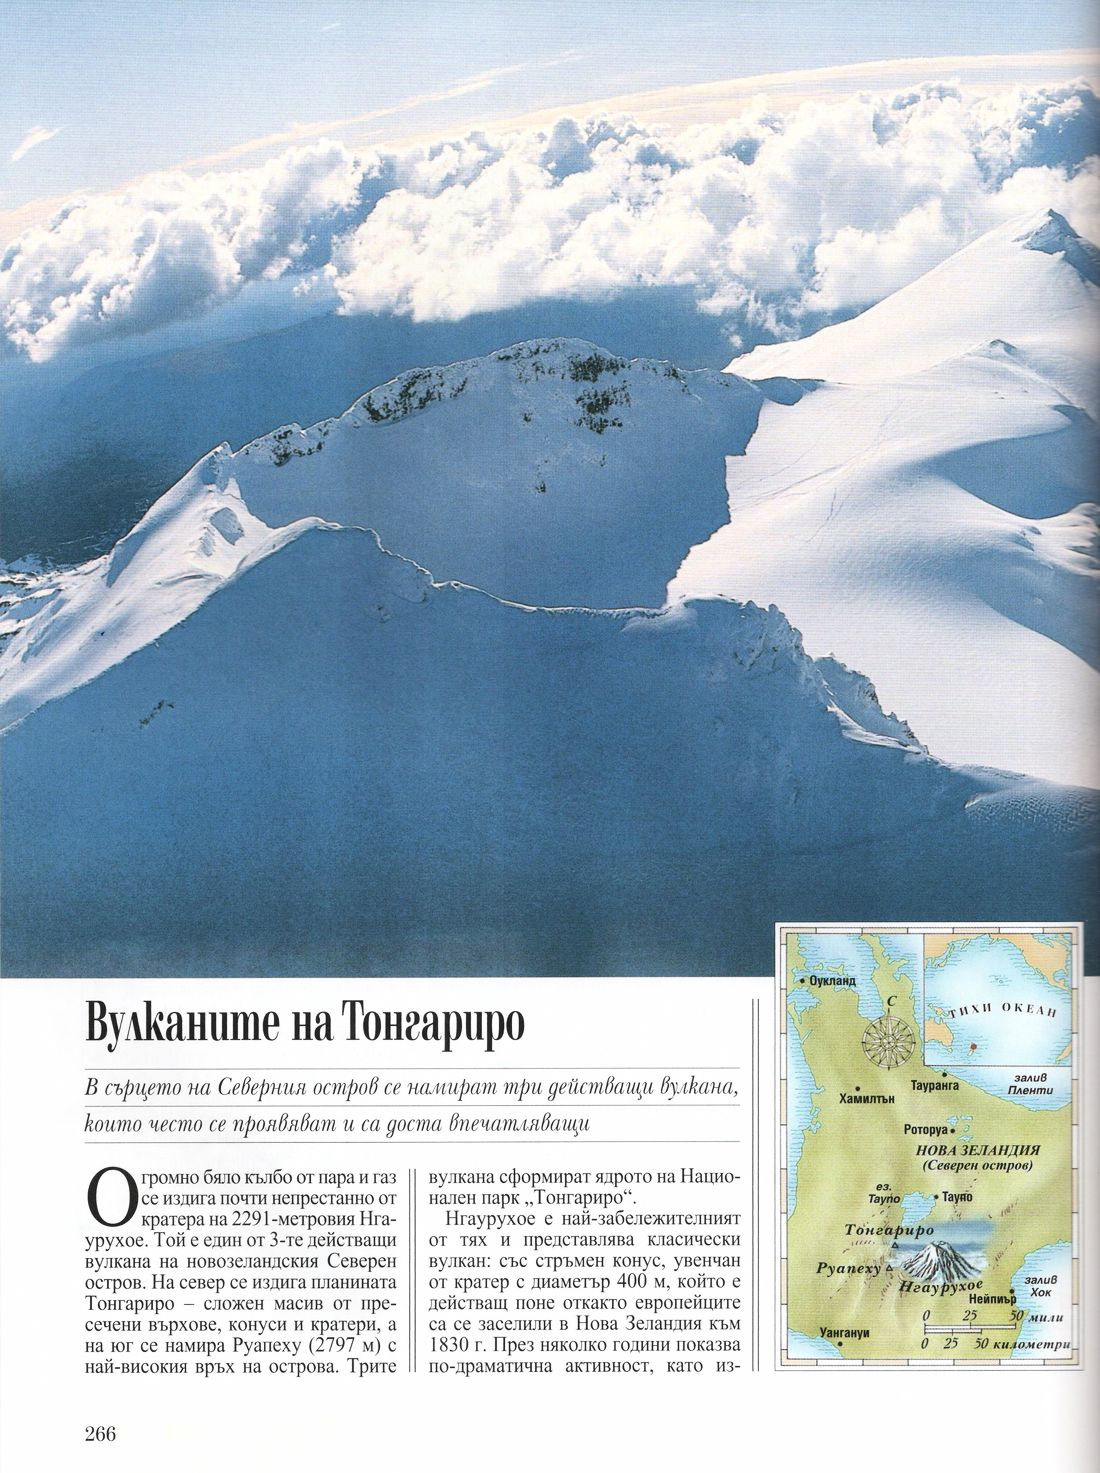 Вулканите на Тонгариро
В сърцето на Северния остров се намират три действащи вулкана,
които често се проявяват и са доста впечатляващи
Огромно бяло кълбо от пара и газ
се издига почти непрестанно от
кратера на 2291-метровия Нга-
урухое. Той е един от 3-те действащи
вулкана на новозеландския Северен
остров. На север се издига планината
Тонгариро – сложен масив от пре-
сечени върхове, конуси и кратери, а
на юг се намира Руапеху (2797 м) с
най-високия връх на острова. Трите
вулкана сформират ядрото на Нацио-
нален парк „Тонгариро“.
Нгаурухое е най-забележителният
от тях и представлява класически
вулкан: със стръмен конус, увенчан
от кратер с диаметър 400 м, който е
действащ поне откакто европейците
са се заселили в Нова Зеландия към
1830 г. През няколко години показва
по-драматична активност, като из-
Оукланд
С
ТИХИ ОКЕАН
Тауранга
залив
Пленти
Хамилтън
Роторуа
НОВА ЗЕЛАНДИЯ
(Северен остров)
ез.
Таупо
Таупо
Тонгариро
Руапеху
Нгаурухое
залив
Хок
Нейпиър
0 25 50 мили
Уангануи
0 25 50 километри
266